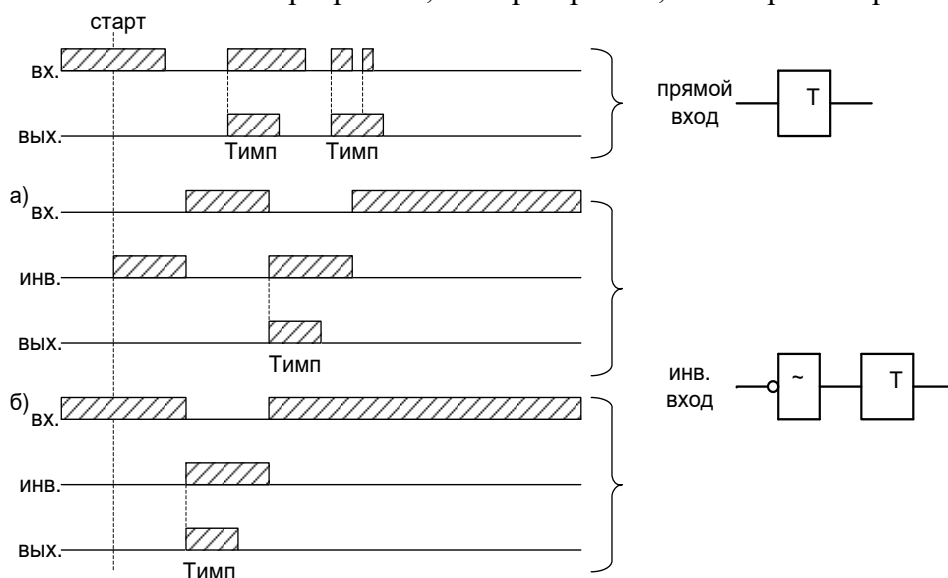 старт
вх.
вых.
Тимп Тимп
прямой
вход
T
а)
вх.
инв.
вых.
Тимп
инв.
вход
~
T
б)
вх.
инв.
вых.
Тимп